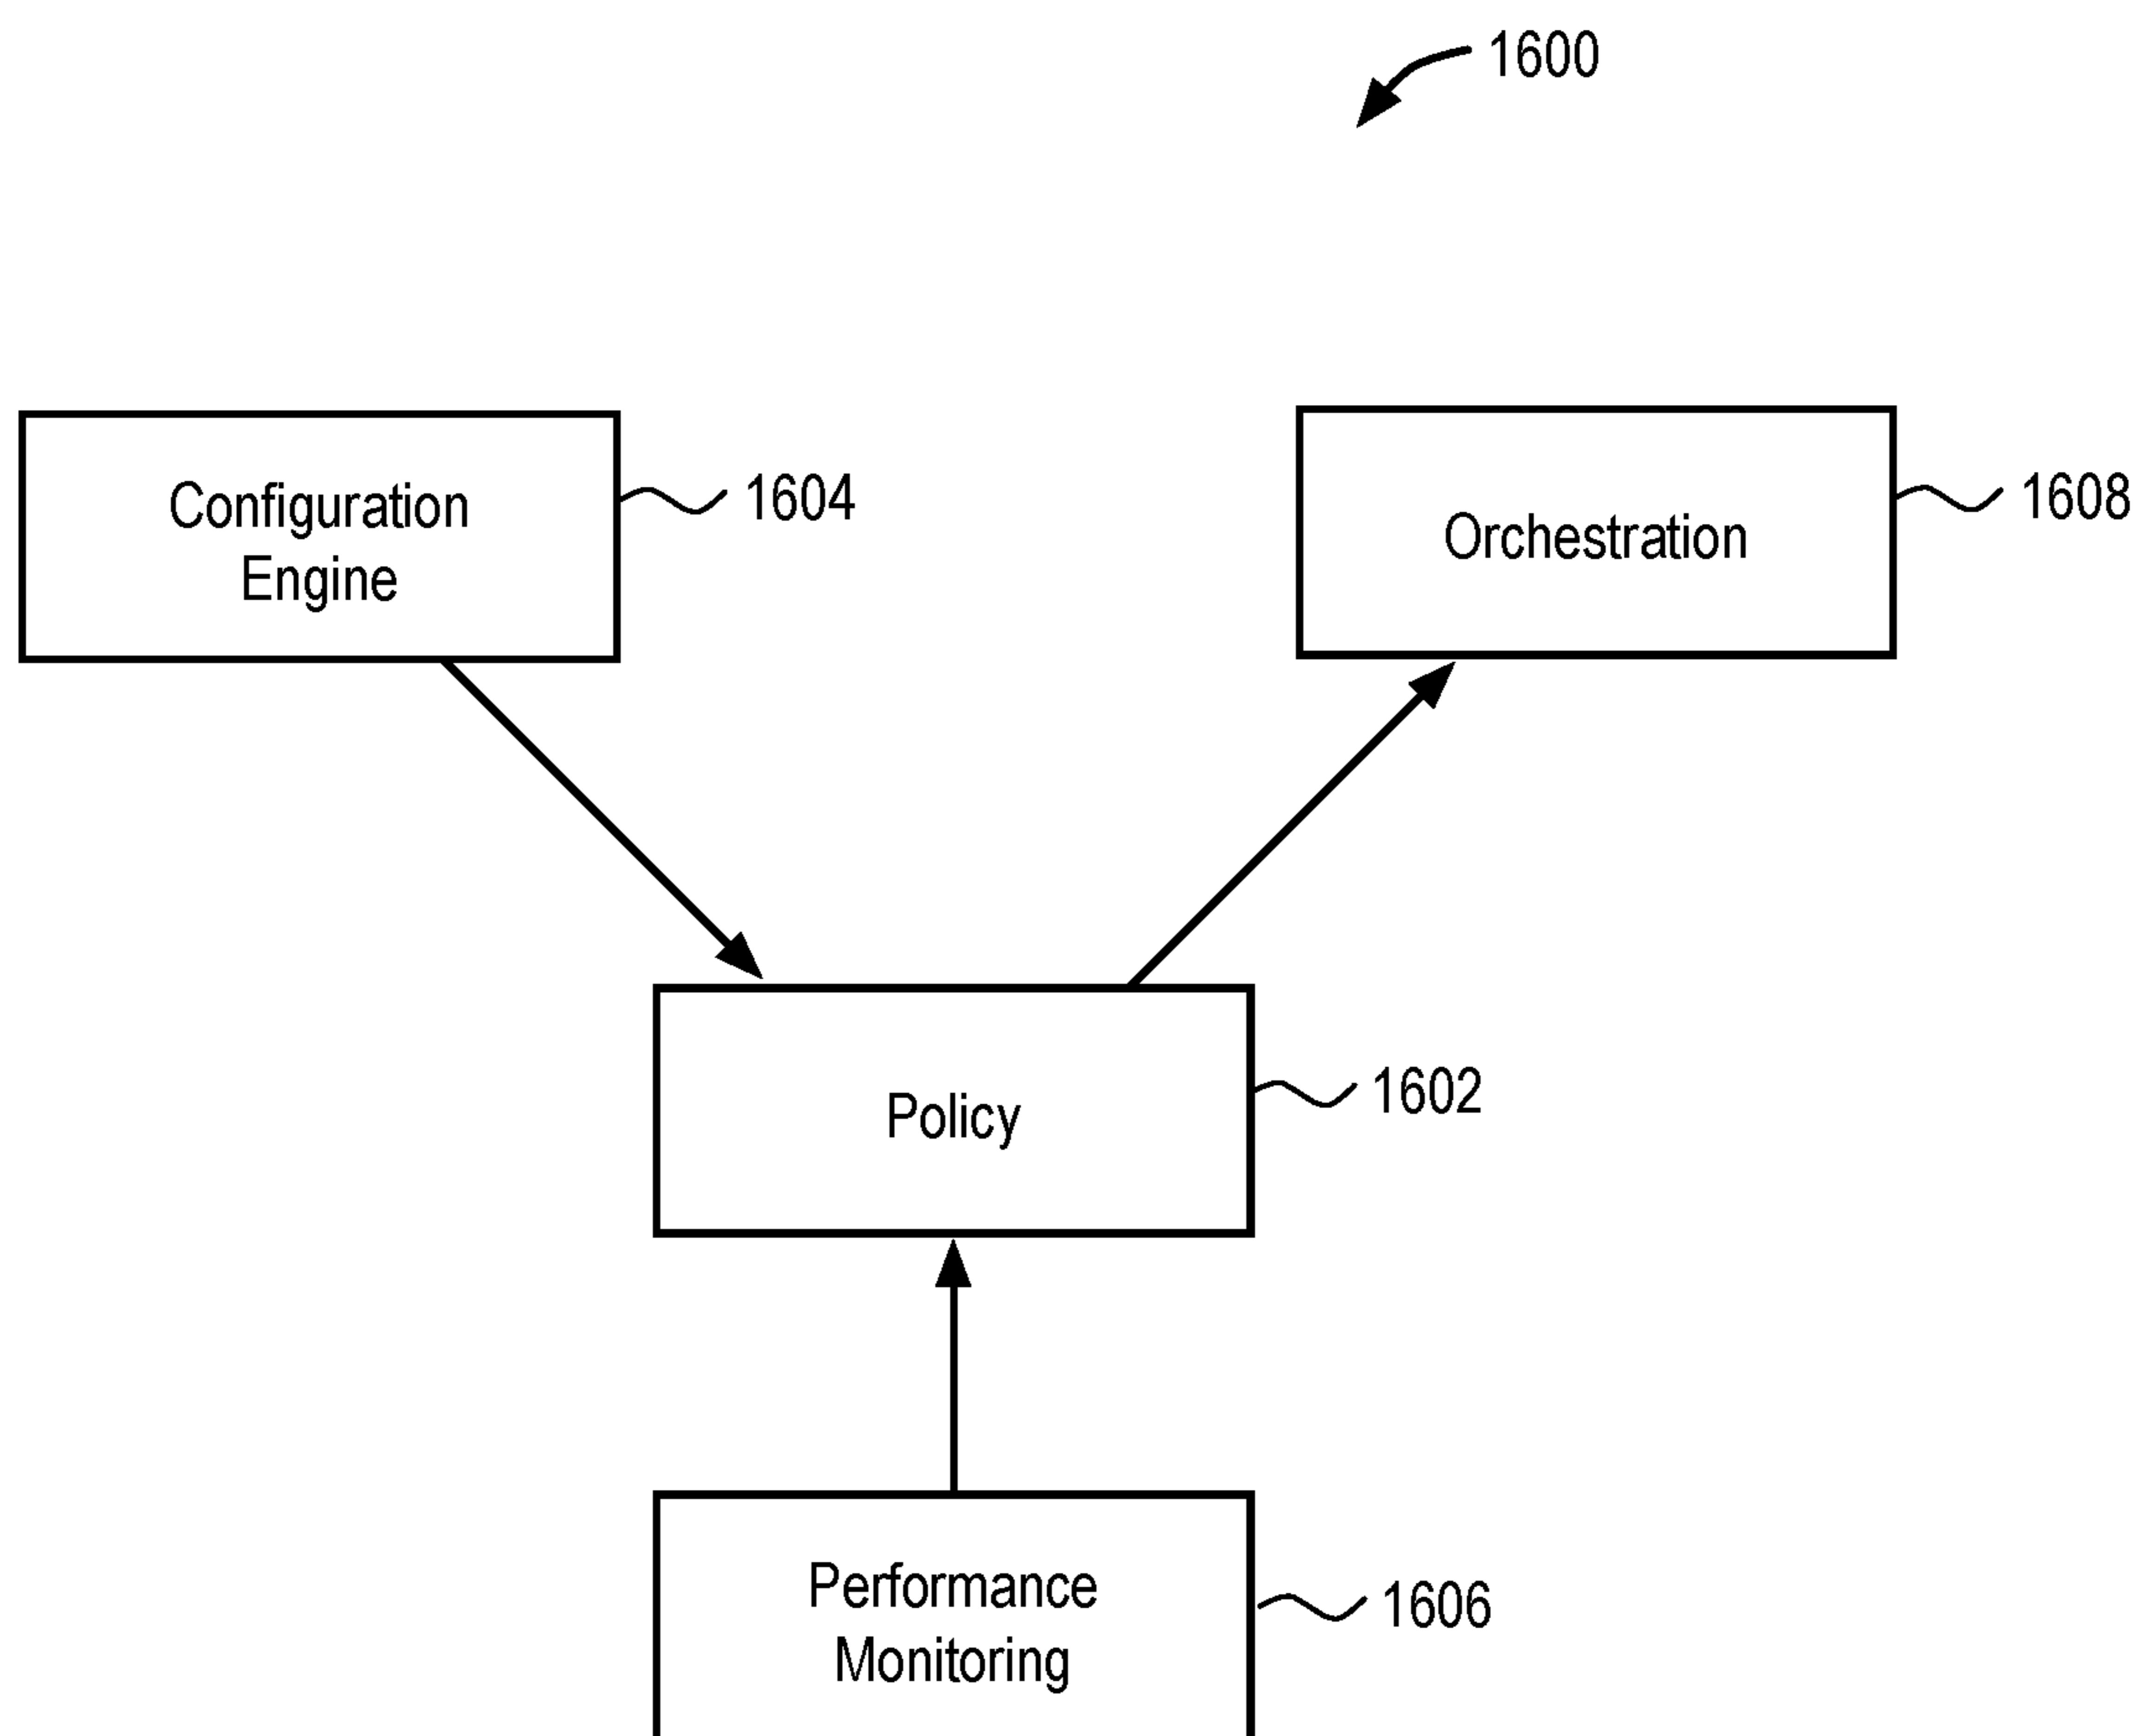 1600
Configuration
Engine
1604
Orchestration
1608
Policy
1602
Performance
Monitoring
1606